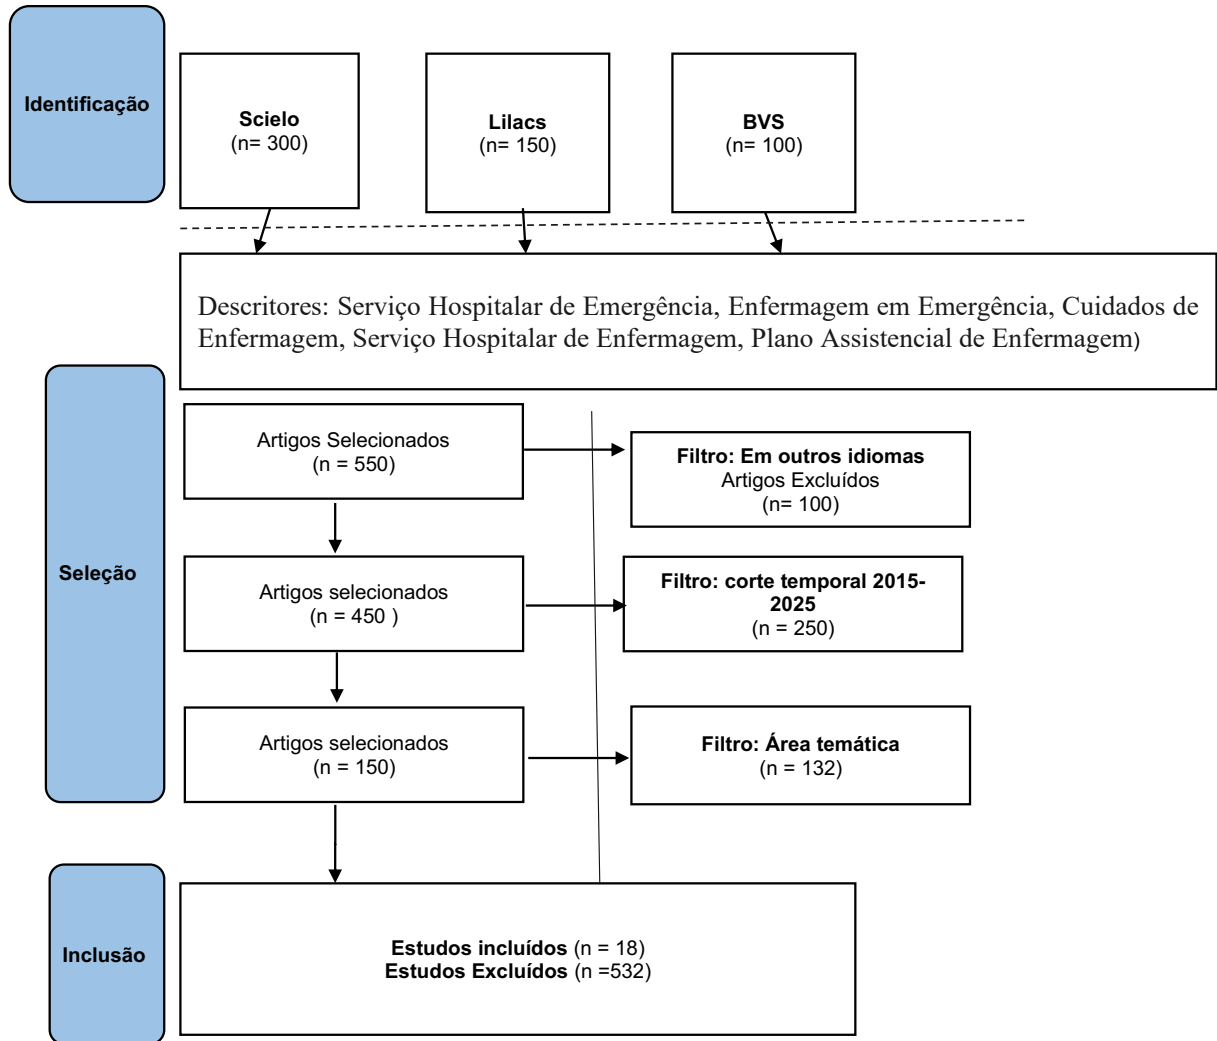 Identificação
Scielo
(n= 300)
Lilacs
(n= 150)
BVS
(n= 100)
Descritores: Serviço Hospitalar de Emergência, Enfermagem em Emergência, Cuidados de
Enfermagem, Serviço Hospitalar de Enfermagem, Plano Assistencial de Enfermagem)
Seleção
Artigos Selecionados
(n = 550)
Filtro: Em outros idiomas
Artigos Excluídos
(n= 100)
Artigos selecionados
(n = 450 )
Filtro: corte temporal 2015-
2025
(n = 250)
Artigos selecionados
(n = 150)
Filtro: Área temática
(n = 132)
Inclusão
Estudos incluídos (n = 18)
Estudos Excluídos (n =532)